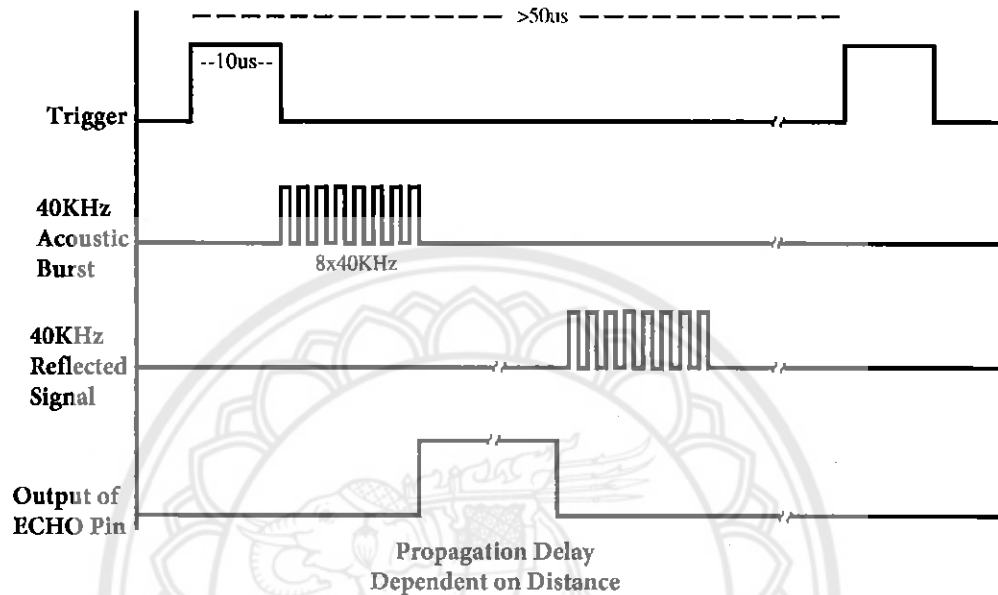 >50us
--10us--
Trigger
40KHz
Acoustic
Burst
8x40KHz
40KHz
Reflected
Signal
Output of
ECHO Pin
Propagation Delay
Dependent on Distance